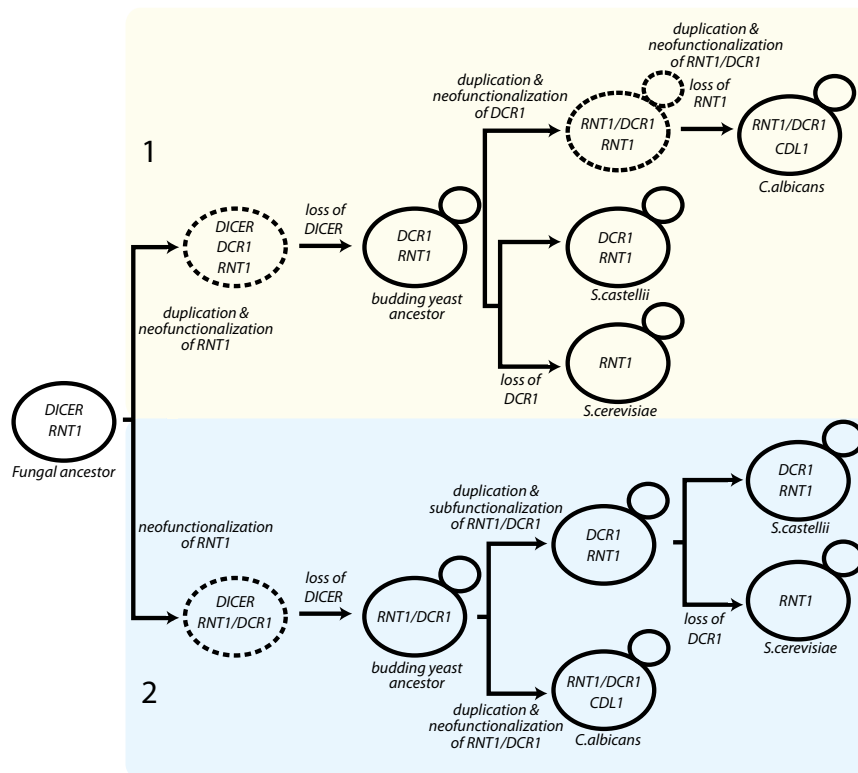 1
duplication &
neofunctionalization
of RNT1/DCR1
duplication &
neofunctionalization
of DCR1
loss of
RNT1
RNT1/DCR1
RNT1
RNT1/DCR1
CDL1
C.albicans
DICER
DCR1
RNT1
loss of
DICER
DCR1
RNT1
budding yeast
ancestor
DCR1
RNT1
S.castellii
duplication &
neofunctionalization
of RNT1
RNT1
loss of
DCR1
S.cerevisiae
DICER
RNT1
Fungal ancestor
2
neofunctionalization
of RNT1
DICER
RNT1/DCR1
loss of
DICER
RNT1/DCR1
budding yeast
ancestor
duplication &
subfunctionalization
of RNT1/DCR1
DCR1
RNT1
DCR1
RNT1
S.castellii
RNT1
loss of
DCR1
S.cerevisiae
duplication &
neofunctionalization
of RNT1/DCR1
RNT1/DCR1
CDL1
C.albicans